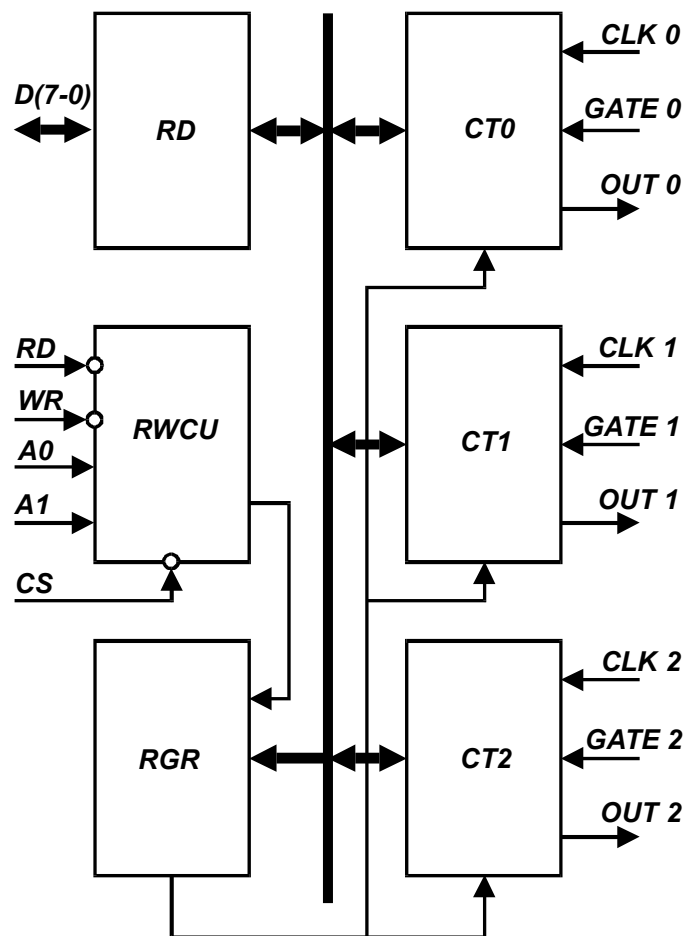 CLK 0
D(7-0)
RD
CT0
GATE 0
OUT 0
RD
WR
A0
A1
CS
RWCU
CT1
CLK 1
GATE 1
OUT 1
RGR
CT2
CLK 2
GATE 2
OUT 2